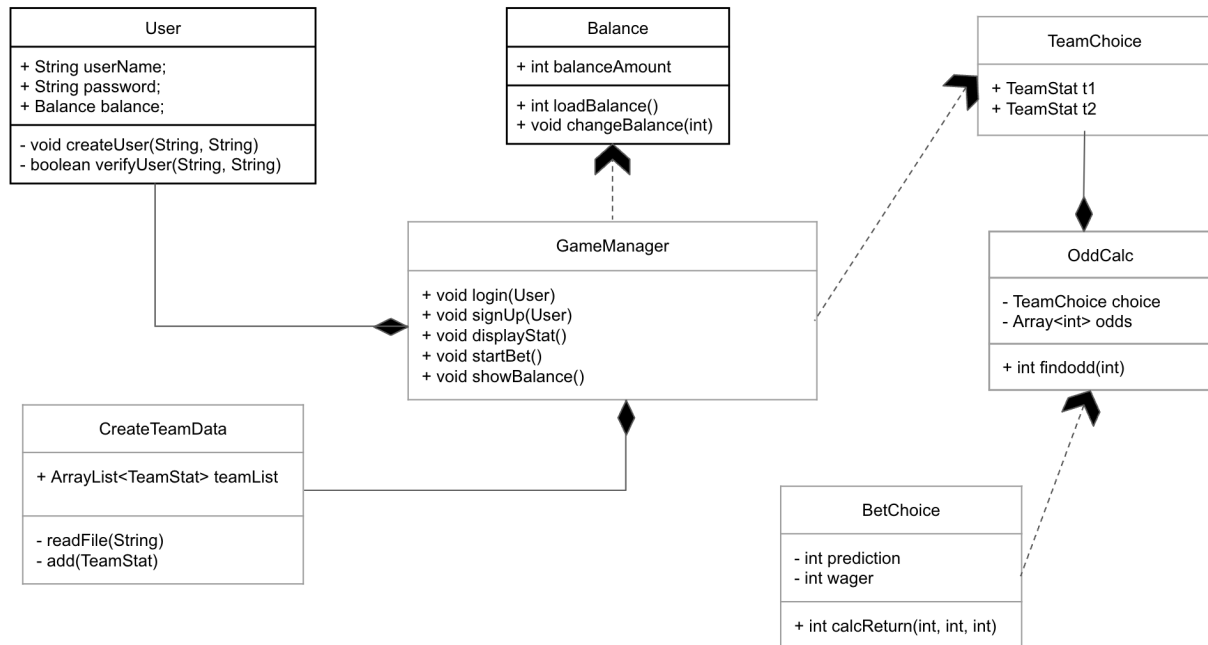 User
+ String userName;
+ String password;
+ Balance balance;
- void createUser(String, String)
- boolean verifyUser(String, String)
Balance
+ int balanceAmount
+ int loadBalance()
+ void changeBalance(int)
TeamChoice
+ TeamStat t1
+ TeamStat t2
GameManager
+ void login(User)
+ void signUp(User)
+ void displayStat()
+ void startBet()
+ void showBalance()
OddCalc
- TeamChoice choice
- Array<int> odds
+ int findodd(int)
CreateTeamData
+ ArrayList<TeamStat> teamList
- readFile(String)
- add(TeamStat)
BetChoice
- int prediction
- int wager
+ int calcReturn(int, int, int)